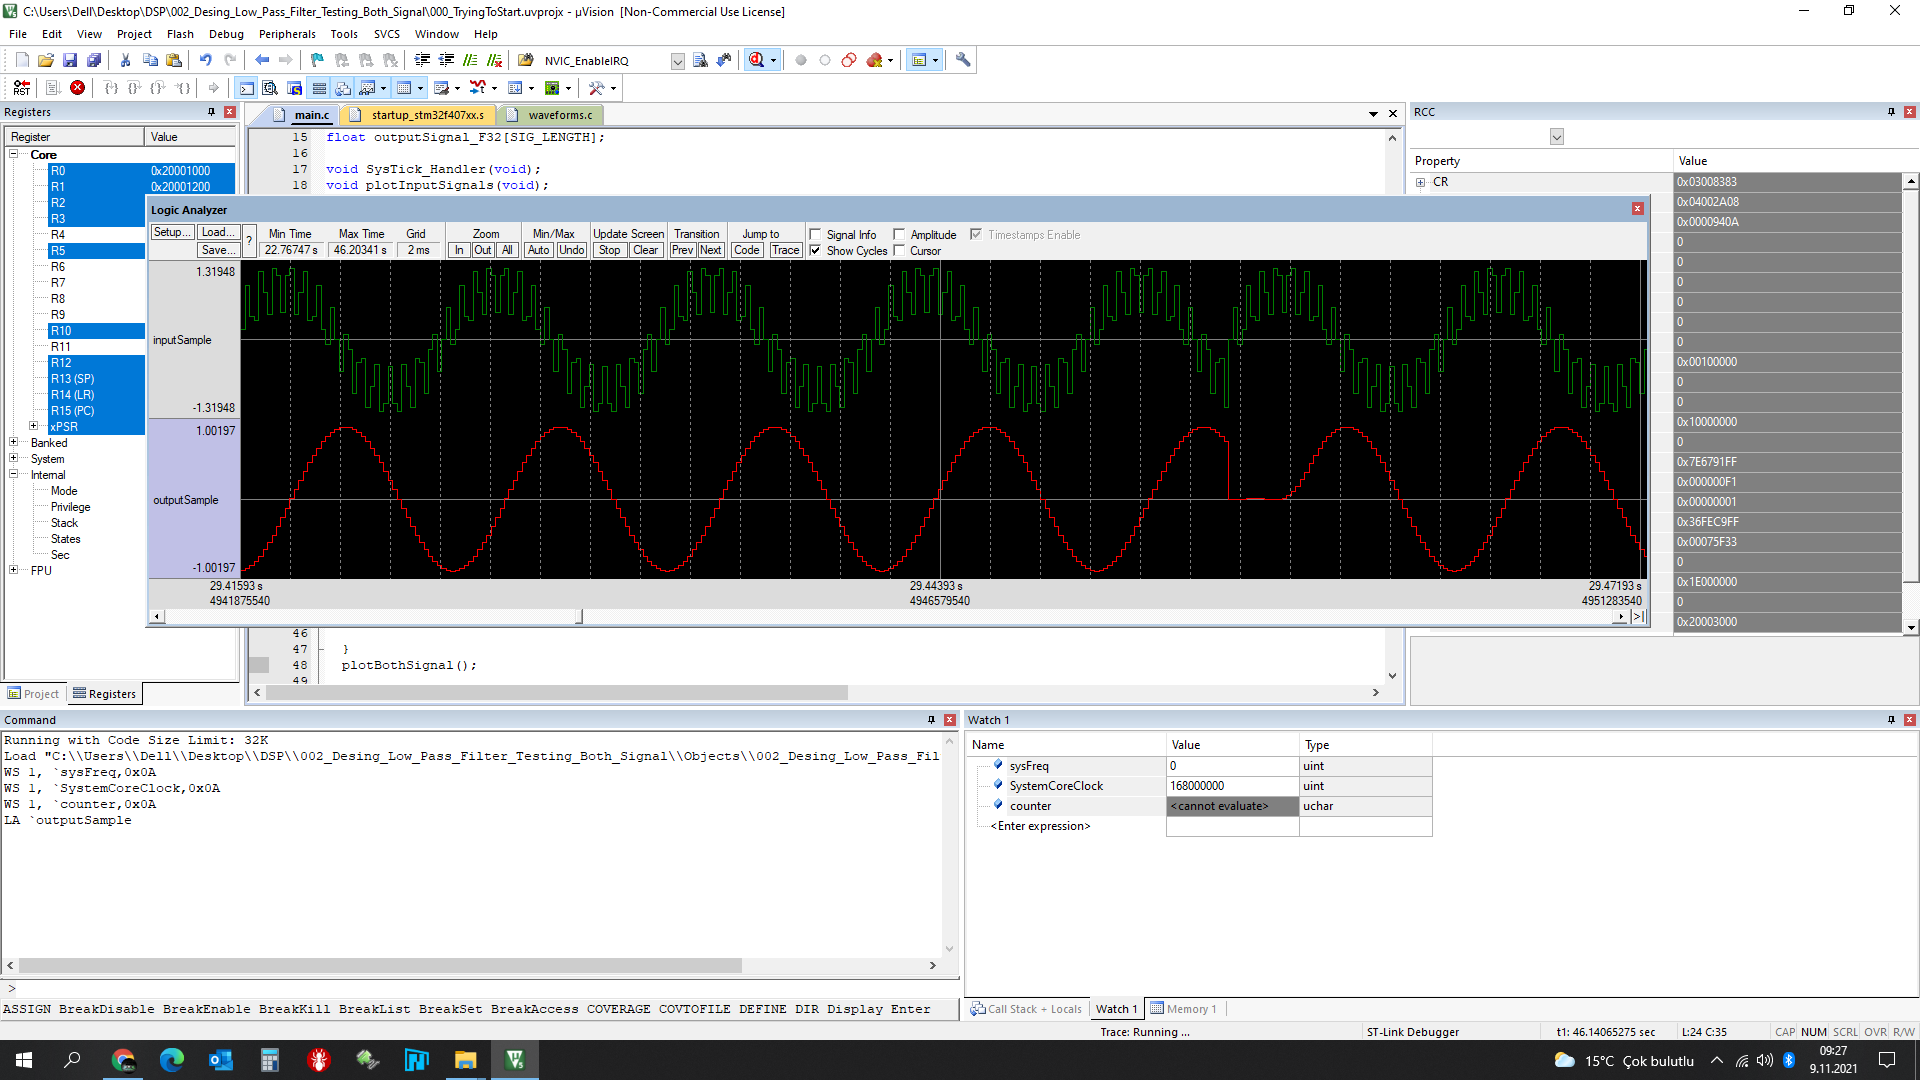 C:\Users\Dell\Desktop\DSP\002_Desing_Low_Pass_Filter_Testing_Both_Signal\000_TryingToStart.uvprojx - µVision [Non-Commercial Use License]
File Edit View Project Flash Debug Peripherals Tools SVCS Window Help
NVIC_EnableIRQ
RST
Registers
Register Value
Core
R0 0x20001000
R1 0x20001200
R2
R3
R4
R5
R6
R7
R8
R9
R10
R11
R12
R13 (SP)
R14 (LR)
R15 (PC)
xPSR
Banked
System
Internal
Mode
Privilege
Stack
States
Sec
FPU
Project Registers
main.c startup_stm32f407xx.s waveforms.c
15 float outputSignal_F32[SIG_LENGTH];
16
17 void SysTick_Handler(void);
18 void plotInputSignals(void);
Logic Analyzer
Setup... Load... ? Min Time Max Time Grid Zoom Min/Max Update Screen Transition Jump to Signal Info Amplitude Timestamps Enable
Save... 22.76747 s 46.20341 s 2 ms In Out All Auto Undo Stop Clear Prev Next Code Trace Show Cycles Cursor
1.31948
inputSample
-1.31948
1.00197
outputSample
-1.00197
29.41593 s 29.44393 s 29.47193 s
4941875540 4946579540 4951283540
46
47 }
48 plotBothSignal();
49
RCC
Property Value
CR 0x03008383
0x04002A08
0x0000940A
0
0
0
0
0
0
0x00100000
0
0
0x10000000
0
0x7E6791FF
0x000000F1
0x00000001
0x36FEC9FF
0x00075F33
0
0x1E000000
0
0x20003000
Command
Running with Code Size Limit: 32K
Load "C:\\Users\\Dell\\Desktop\\DSP\\002_Desing_Low_Pass_Filter_Testing_Both_Signal\\Objects\\002_Desing_Low_Pass_Fil
WS 1, `sysFreq,0x0A
WS 1, `SystemCoreClock,0x0A
WS 1, `counter,0x0A
LA `outputSample
>
ASSIGN BreakDisable BreakEnable BreakKill BreakList BreakSet BreakAccess COVERAGE COVTOFILE DEFINE DIR Display Enter
Watch 1
Name Value Type
sysFreq 0 uint
SystemCoreClock 168000000 uint
counter <cannot evaluate> uchar
<Enter expression>
Call Stack + Locals Watch 1 Memory 1
Trace: Running ... ST-Link Debugger t1: 46.14065275 sec L:24 C:35 CAP NUM SCRL OVR R/W
15°C Çok bulutlu 09:27
9.11.2021